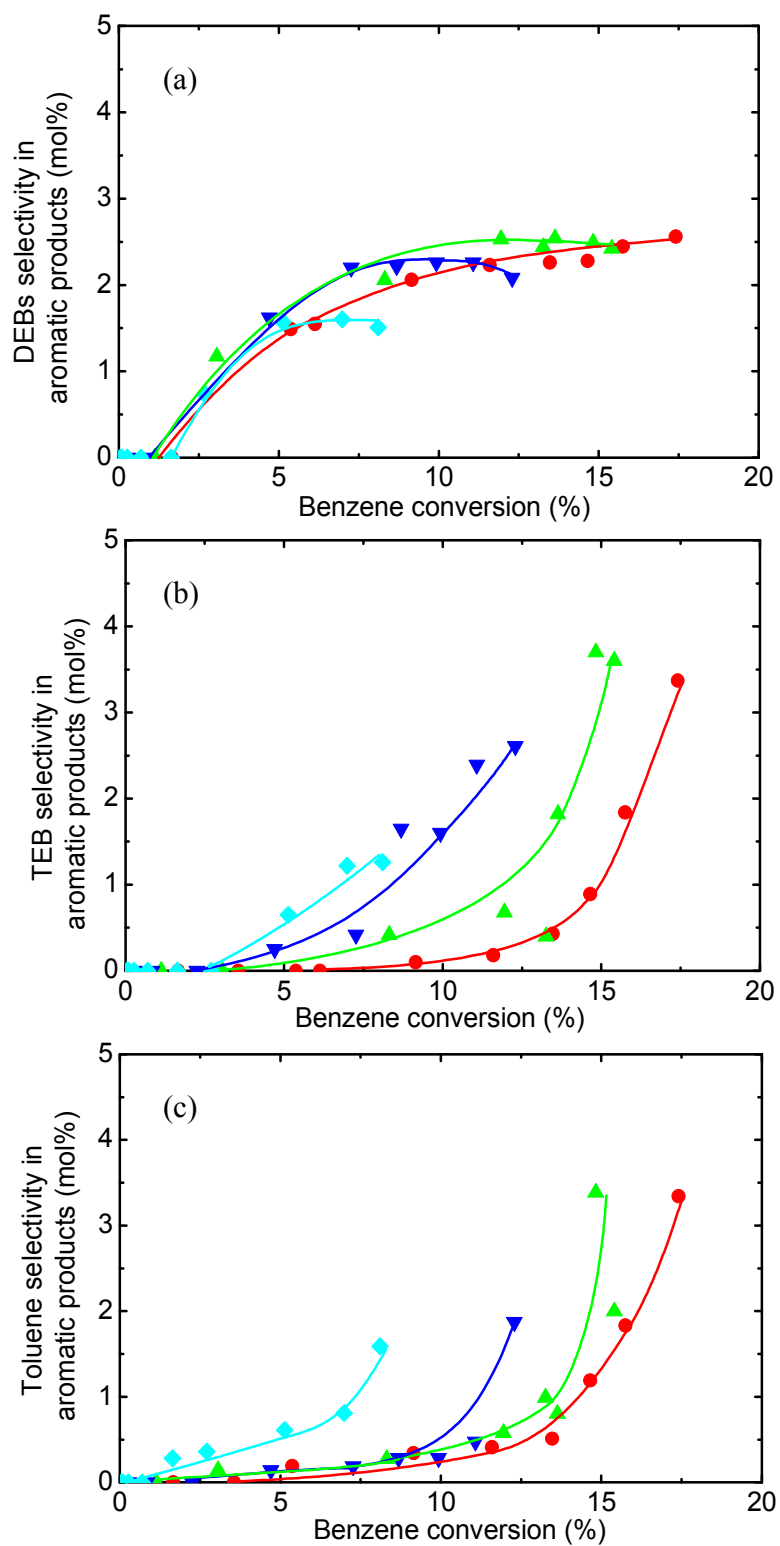 5
4
3
2
1
0
(a)
DEBs selectivity in
aromatic products (mol%)
0 5 10 15 20
Benzene conversion (%)
5
4
3
2
1
0
(b)
TEB selectivity in
aromatic products (mol%)
0 5 10 15 20
Benzene conversion (%)
5
4
3
2
1
0
(c)
Toluene selectivity in
aromatic products (mol%)
0 5 10 15 20
Benzene conversion (%)